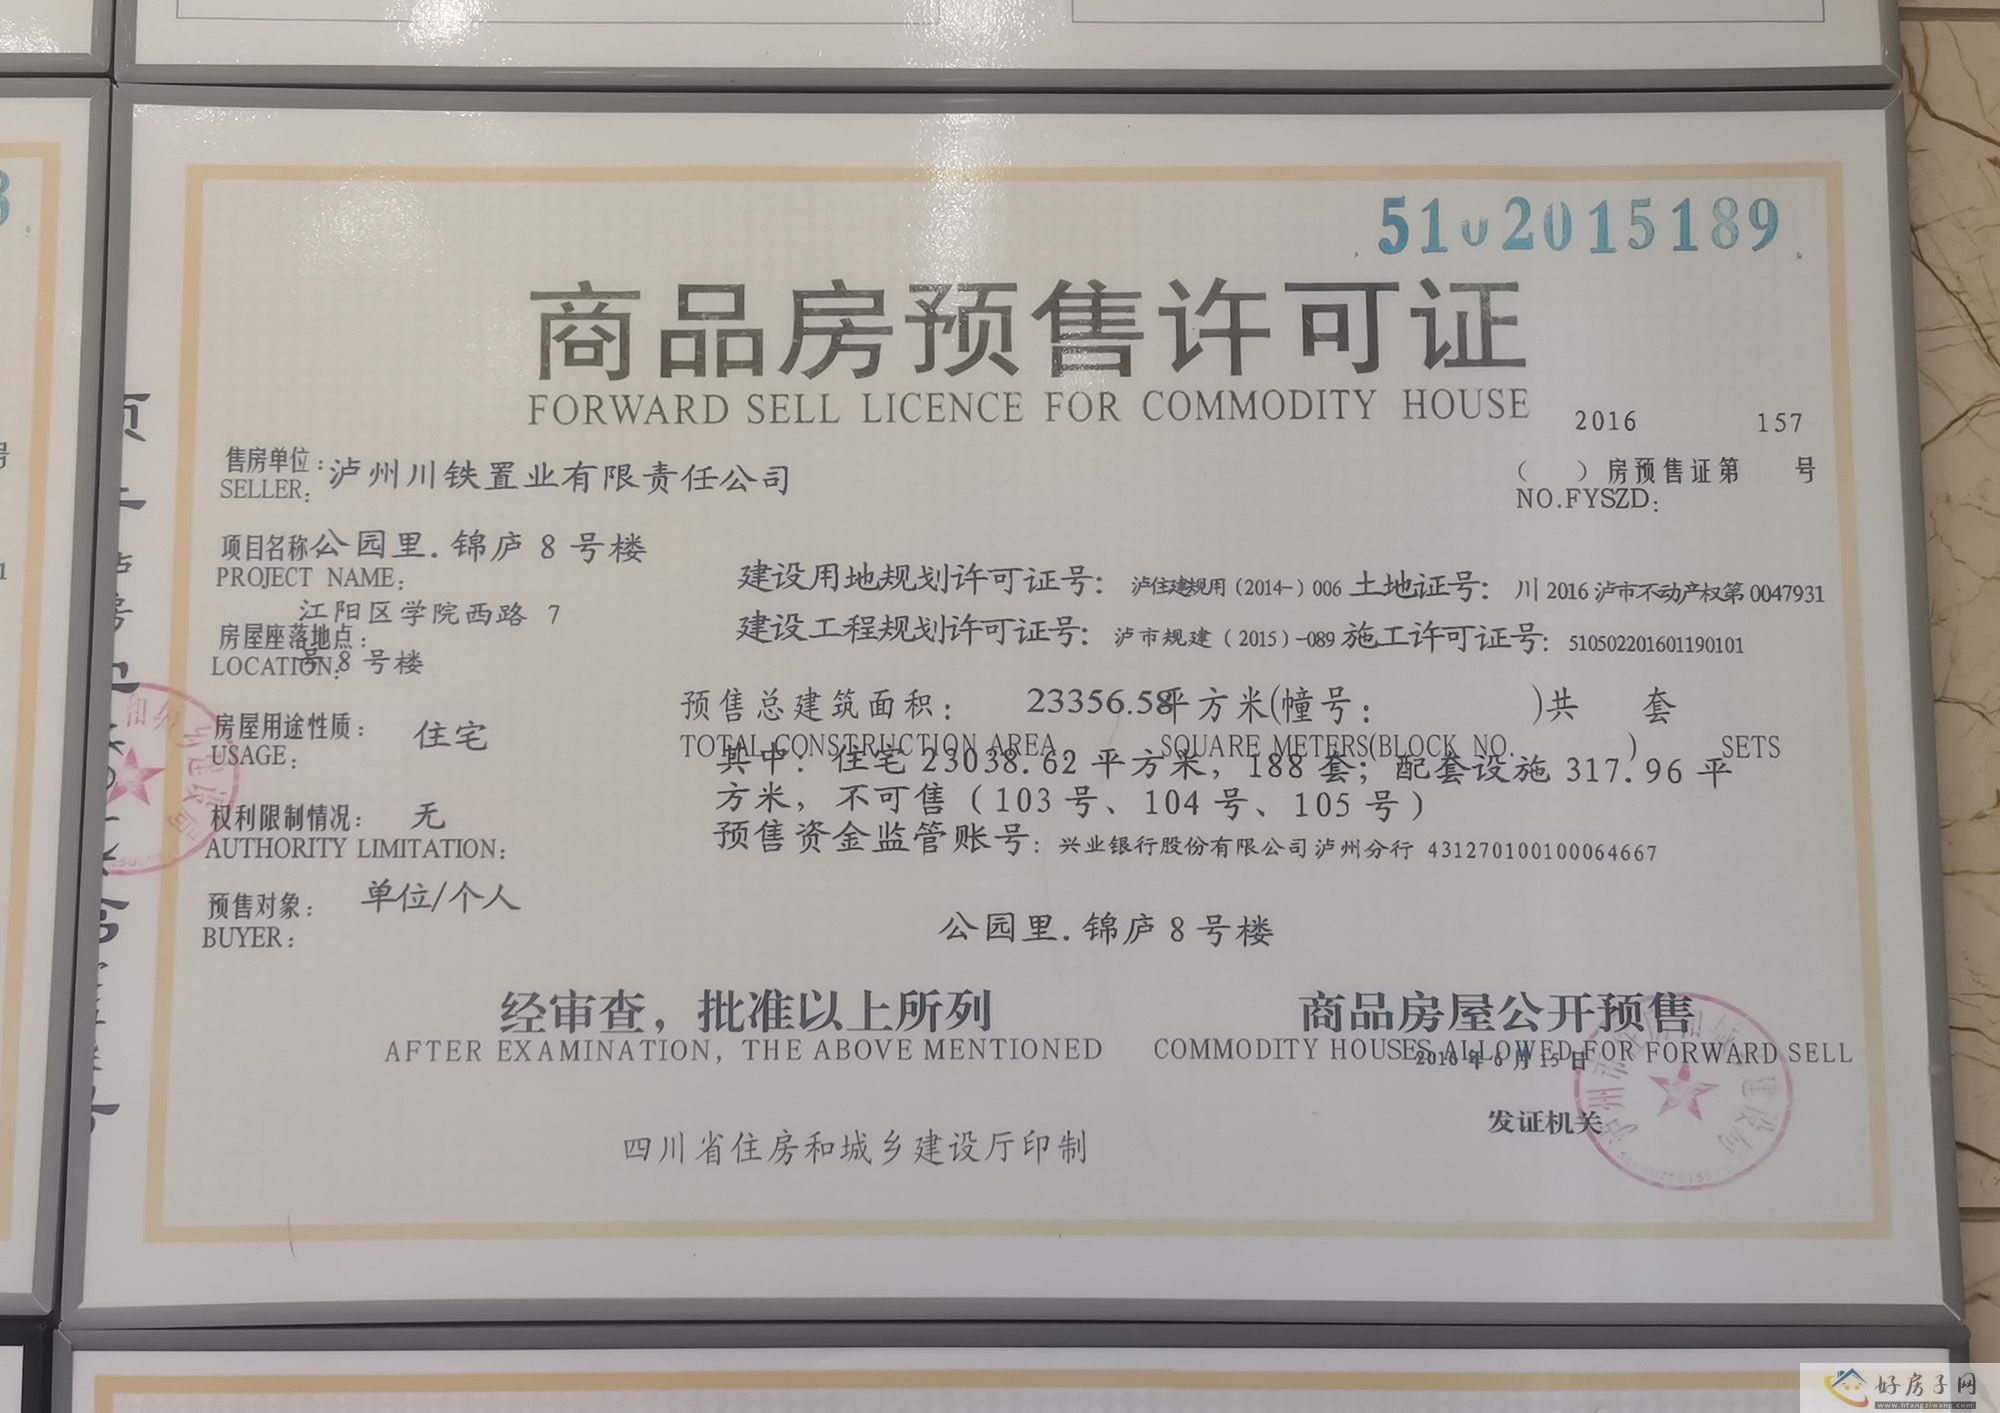 5102015189
商品房预售许可证
FORWARD SELL LICENCE FOR COMMODITY HOUSE
2016 157
( )房预售证第 号
NO.FYSZD:
售房单位:泸州川铁置业有限责任公司
SELLER:
项目名称公园里.锦庐 8 号楼
PROJECT NAME:
江阳区学院西路 7
房屋座落地点:
号 8 号楼
LOCATION:
建设用地规划许可证号: 泸住建规用(2014-)006 土地证号: 川 2016 泸市不动产权第 0047931
建设工程规划许可证号: 泸市规建(2015)-089 施工许可证号: 510502201601190101
预售总建筑面积: 23356.58平方米(幢号: )共 套
TOTAL CONSTRUCTION AREA SQUARE METERS(BLOCK NO. ) SETS
房屋用途性质: 住宅
USAGE:
其中: 住宅 23038.62 平方米, 188 套; 配套设施 317.96 平
方米, 不可售 (103 号、104 号、105 号)
权利限制情况: 无
AUTHORITY LIMITATION:
预售资金监管账号: 兴业银行股份有限公司泸州分行 431270100100064667
预售对象: 单位/个人
BUYER:
公园里.锦庐 8 号楼
经审查, 批准以上所列 商品房屋公开预售
AFTER EXAMINATION, THE ABOVE MENTIONED COMMODITY HOUSES ALLOWED FOR FORWARD SELL
2016 年 6 月 15 日
发证机关
四川省住房和城乡建设厅印制
好房子网
www.hfangziwang.com